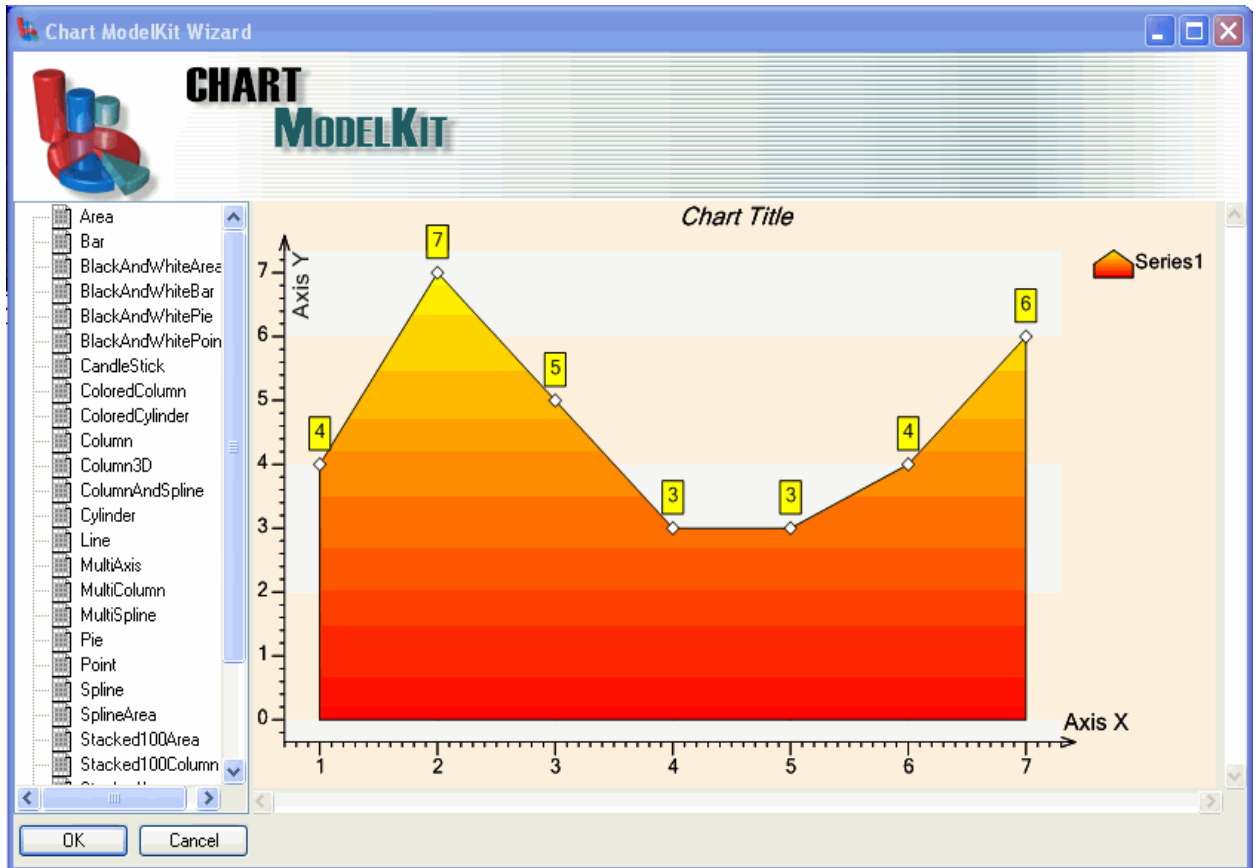 Chart ModelKit Wizard
CHART
MODELKIT
Area
Bar
BlackAndWhiteArea
BlackAndWhiteBar
BlackAndWhitePie
BlackAndWhitePoin
CandleStick
ColoredColumn
ColoredCylinder
Column
Column3D
ColumnAndSpline
Cylinder
Line
MultiAxis
MultiColumn
MultiSpline
Pie
Point
Spline
SplineArea
Stacked100Area
Stacked100Column
Chart Title
Axis Y
7
6
5
4
3
2
1
0
4
7
5
3
3
4
6
1
2
3
4
5
6
7
Axis X
Series1
OK
Cancel